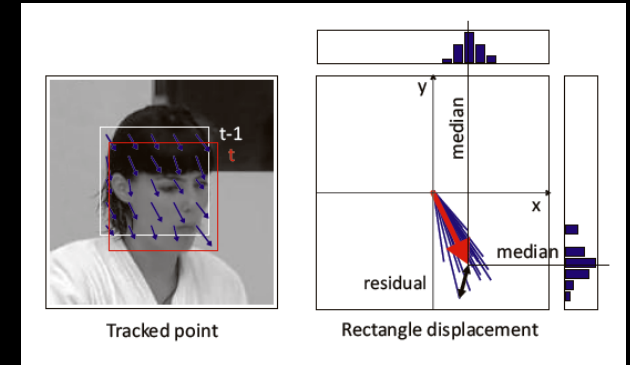 t-1
t
Tracked point
y
median
x
median
residual
Rectangle displacement